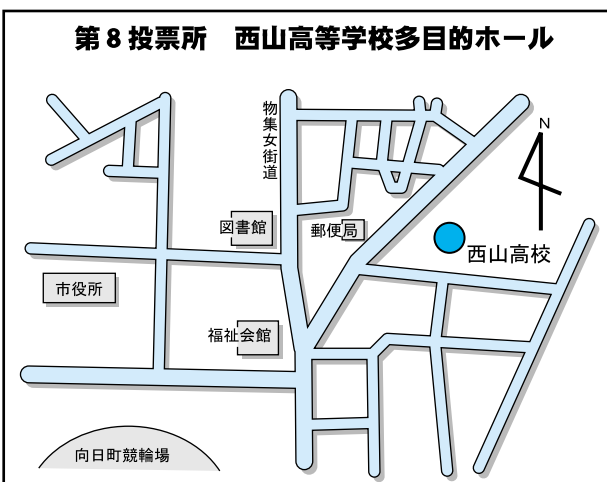 第8投票所　西山高等学校多目的ホール
物集女街道
N
図書館
郵便局
西山高校
市役所
福祉会館
向日町競輪場